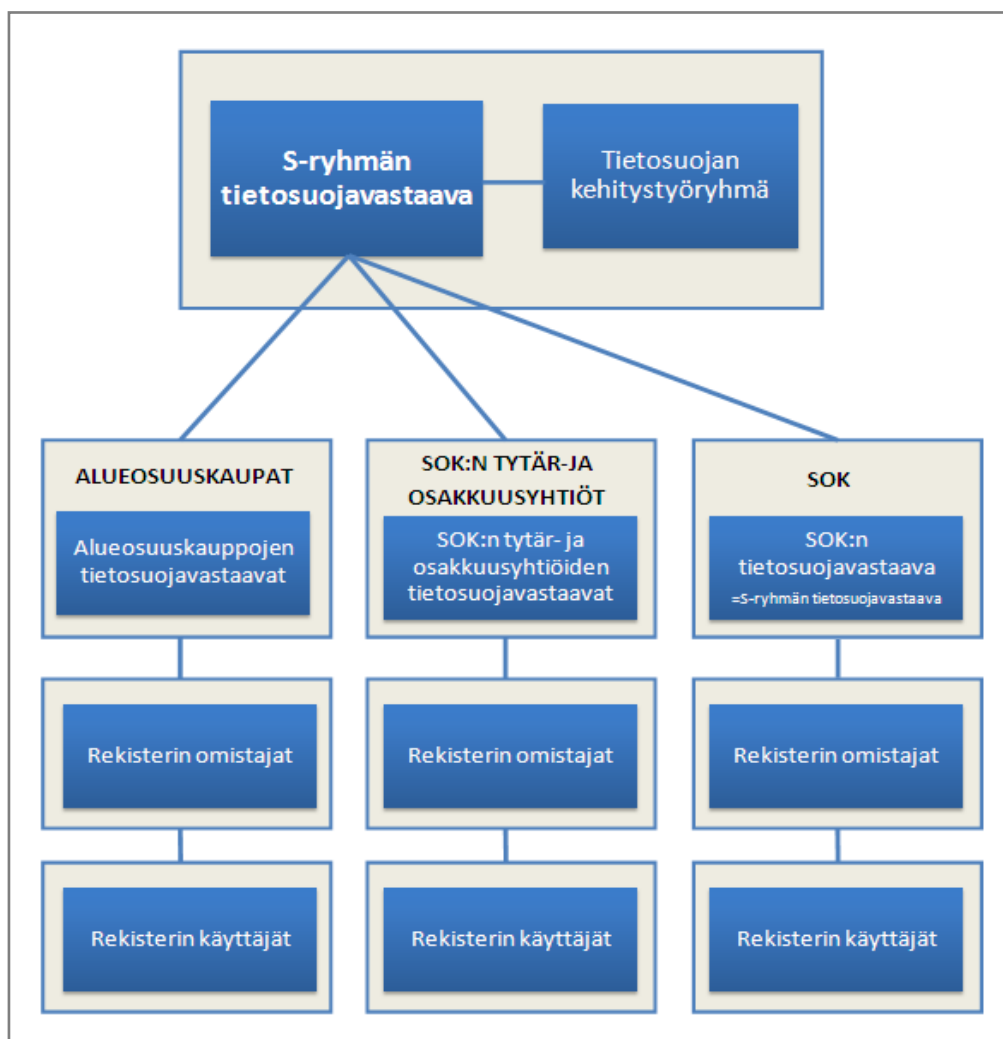 S-ryhmän
tietosuojavastaava
Tietosuojan
kehitystyöryhmä
ALUEOSUUSKAUPAT
Alueosuuskauppojen
tietosuojavastaavat
SOK:N TYTÄR-JA
OSAKKUUSYHTIÖT
SOK:n tytär- ja
osakkuusyhtiöiden
tietosuojavastaavat
SOK
SOK:n
tietosuojavastaava
=S-ryhmän tietosuojavastaava
Rekisterin omistajat
Rekisterin omistajat
Rekisterin omistajat
Rekisterin käyttäjät
Rekisterin käyttäjät
Rekisterin käyttäjät